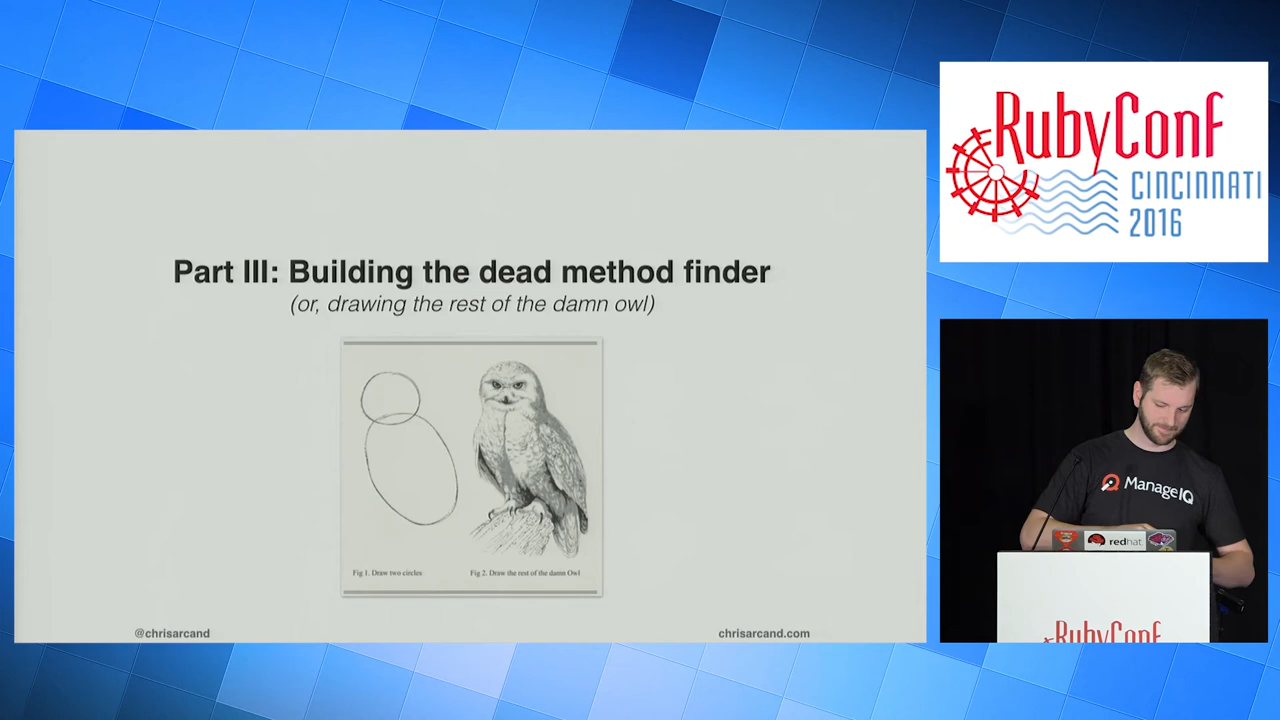 Part III: Building the dead method finder
(or, drawing the rest of the damn owl)
Fig 1. Draw two circles
Fig 2. Draw the rest of the damn Owl
@chrisarcand
chrisarcand.com
RubyConf
CINCINNATI
2016
ManageIQ
redhat
RubyConf